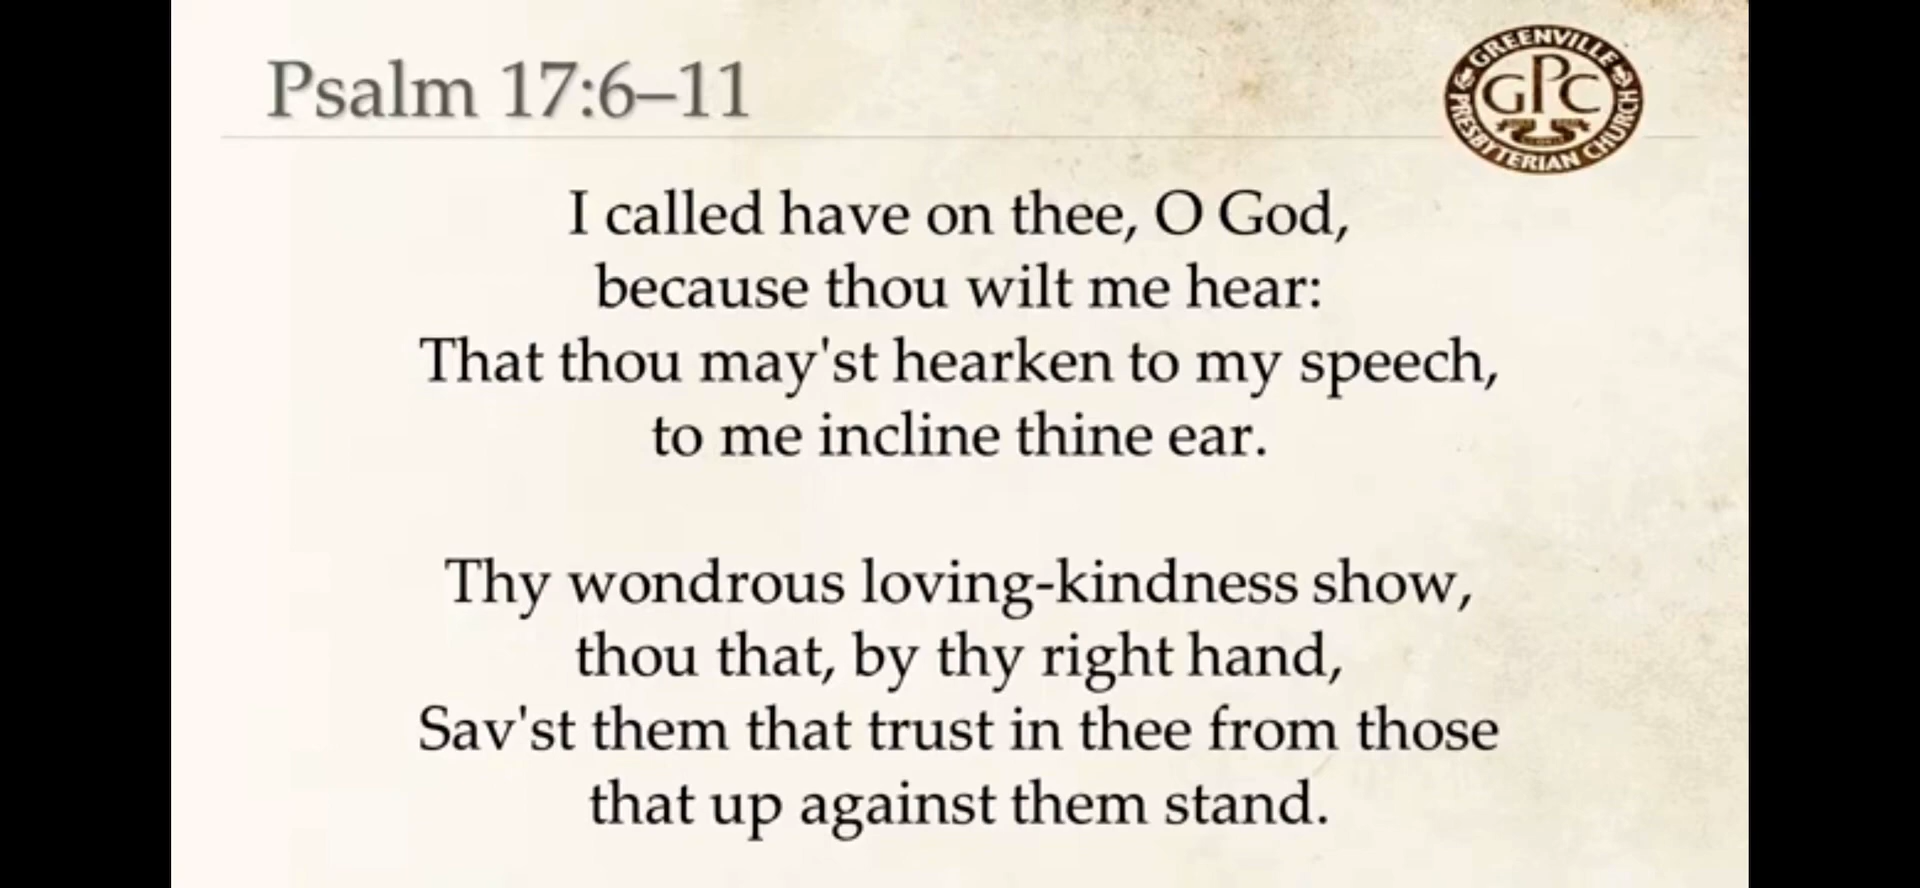 Psalm 17:6–11
GREENVILLE
GPC
PRESBYTERIAN CHURCH
I called have on thee, O God,
because thou wilt me hear:
That thou may'st hearken to my speech,
to me incline thine ear.
Thy wondrous loving-kindness show,
thou that, by thy right hand,
Sav'st them that trust in thee from those
that up against them stand.